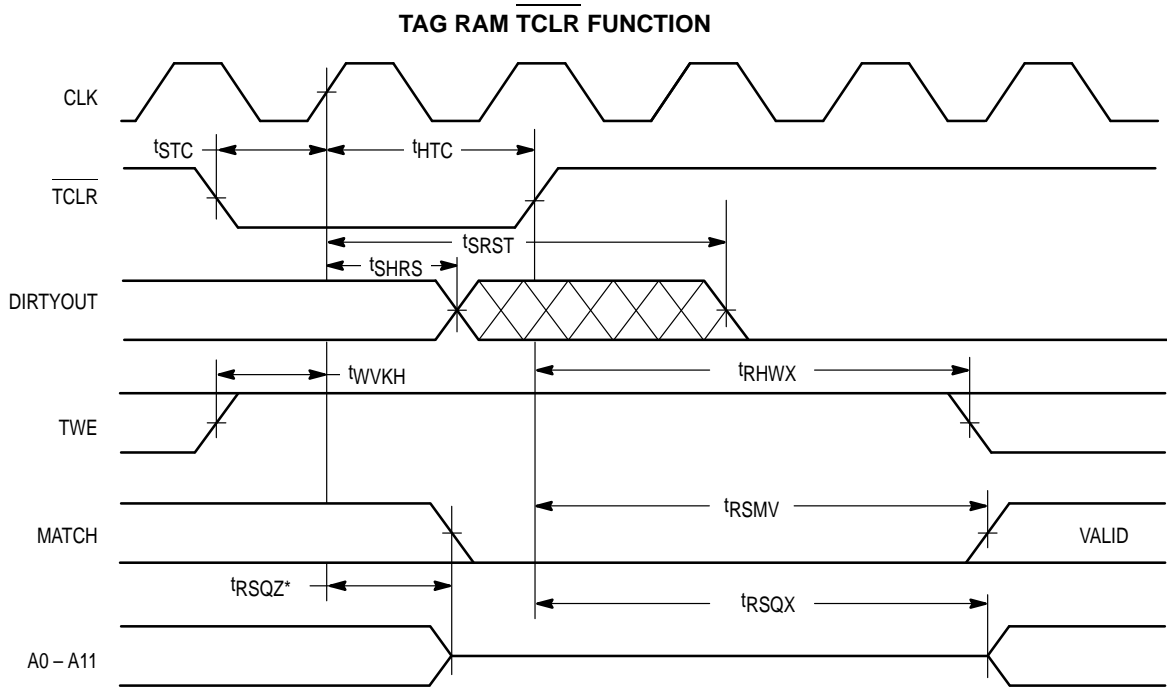 TAG RAM TCLR FUNCTION
CLK
tSTC
tHTC
TCLR
tSRST
tSHRS
DIRTYOUT
tWVKH
tRHWX
TWE
tRSMV
MATCH
VALID
tRSQZ*
tRSQX
A0 – A11